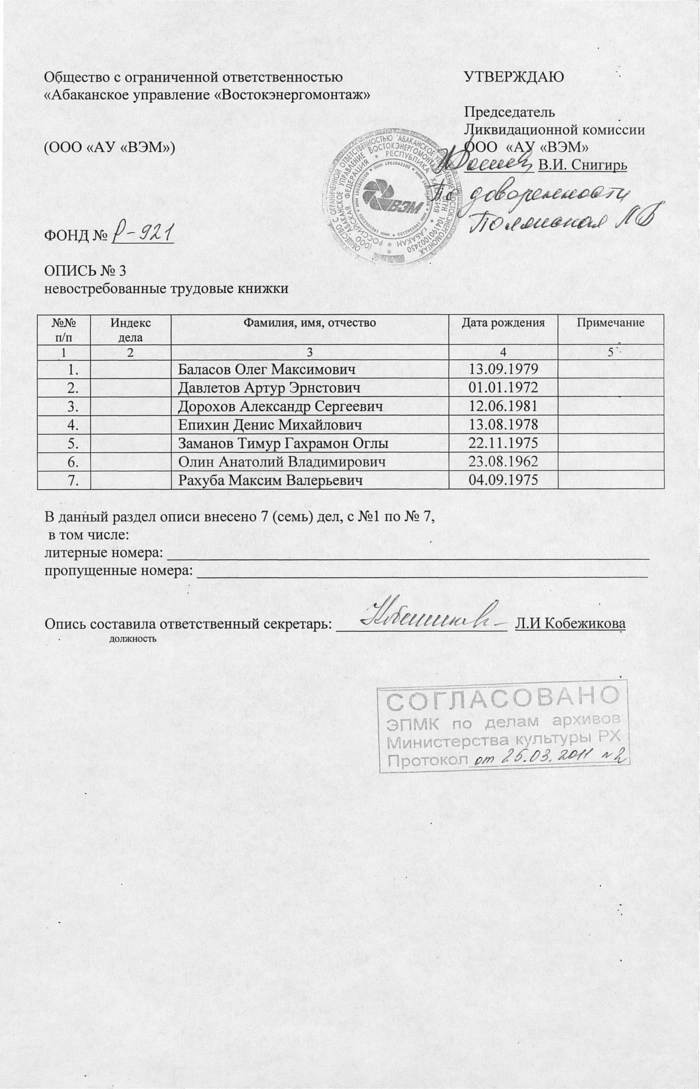 Общество с ограниченной ответственностью
«Абаканское управление «Востокэнергомонтаж»
(ООО «АУ «ВЭМ»)
УТВЕРЖДАЮ
Председатель
Ликвидационной комиссии
ООО «АУ «ВЭМ»
В.И. Снигирь
По доверенности
ВЭМ
ФОНД № Р-921
ОПИСЬ № 3
невостребованные трудовые книжки
№№ п/п Индекс дела Фамилия, имя, отчество Дата рождения Примечание
1 2 3 4 5
1. Баласов Олег Максимович 13.09.1979
2. Давлетов Артур Эрнстович 01.01.1972
3. Дорохов Александр Сергеевич 12.06.1981
4. Епихин Денис Михайлович 13.08.1978
5. Заманов Тимур Гахрамон Оглы 22.11.1975
6. Олин Анатолий Владимирович 23.08.1962
7. Рахуба Максим Валерьевич 04.09.1975
В данный раздел описи внесено 7 (семь) дел, с №1 по № 7,
в том числе:
литерные номера:
пропущенные номера:
Опись составила ответственный секретарь: Л.И Кобежикова
должность
СОГЛАСОВАНО
ЭПМК по делам архивов
Министерства культуры РХ
Протокол от 25.03.2011 №2